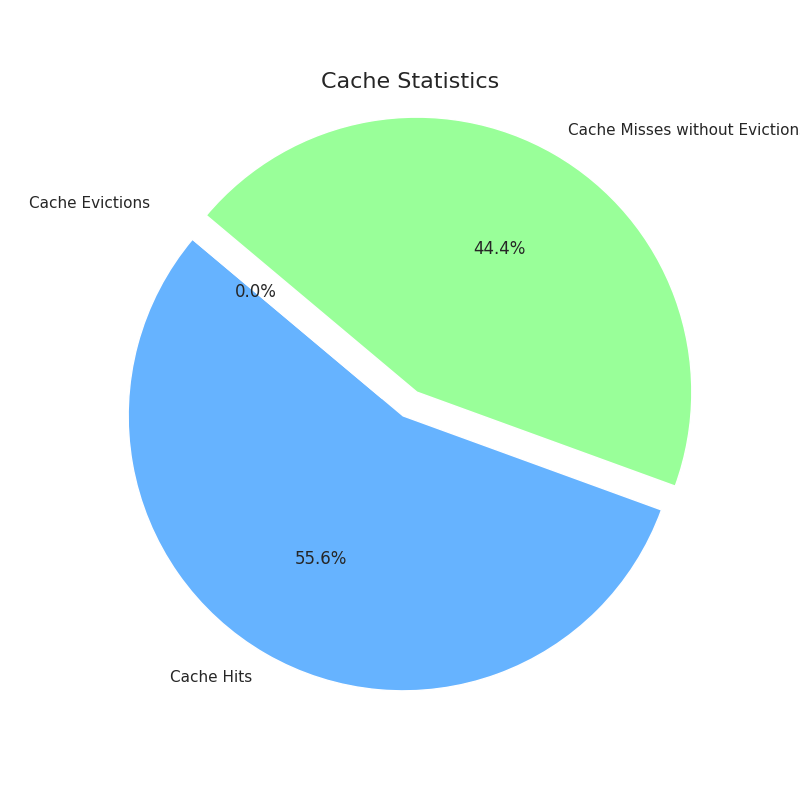 Cache Statistics
Cache Misses without Eviction
Cache Evictions
44.4%
0.0%
55.6%
Cache Hits